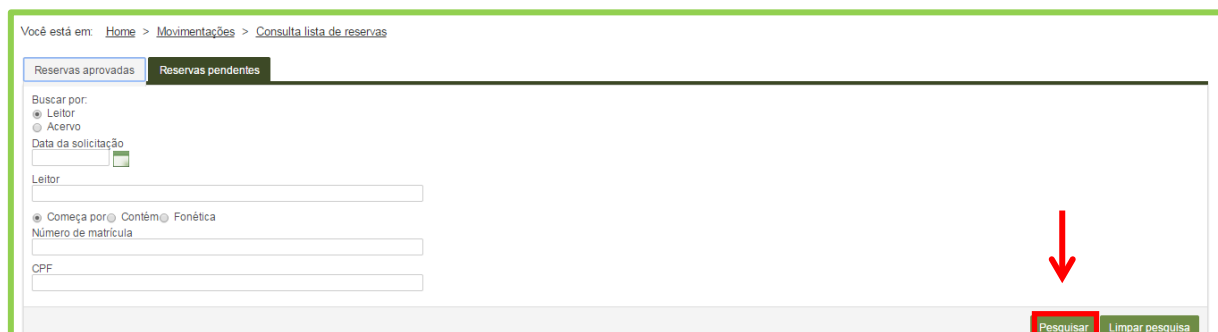 Você está em: Home > Movimentações > Consulta lista de reservas
Reservas aprovadas Reservas pendentes
Buscar por:
Leitor
Acervo
Data da solicitação
Leitor
Começa por Contém Fonética
Número de matrícula
CPF
Pesquisar Limpar pesquisa